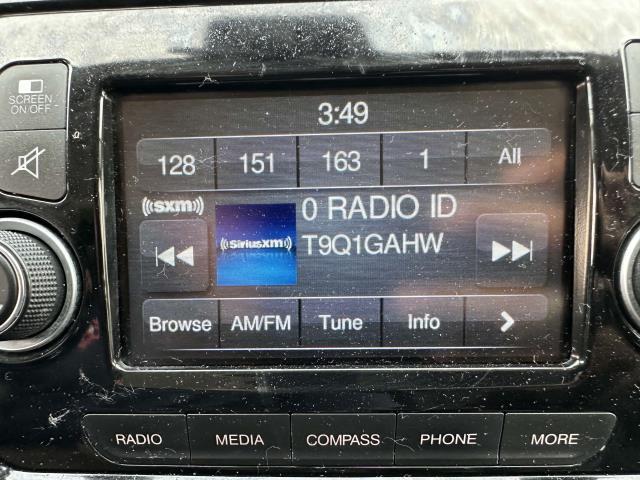 3:49
SCREEN
ON/OFF
128 151 163 1 All
((sxm)) 0 RADIO ID
((SiriusXm)) T9Q1GAHW
Browse AM/FM Tune Info
RADIO MEDIA COMPASS PHONE MORE